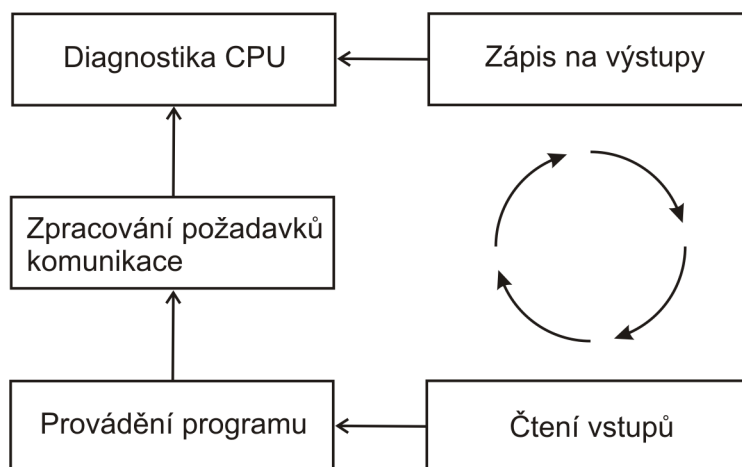 Diagnostika CPU
Zápis na výstupy
Zpracování požadavků
komunikace
Provádění programu
Čtení vstupů